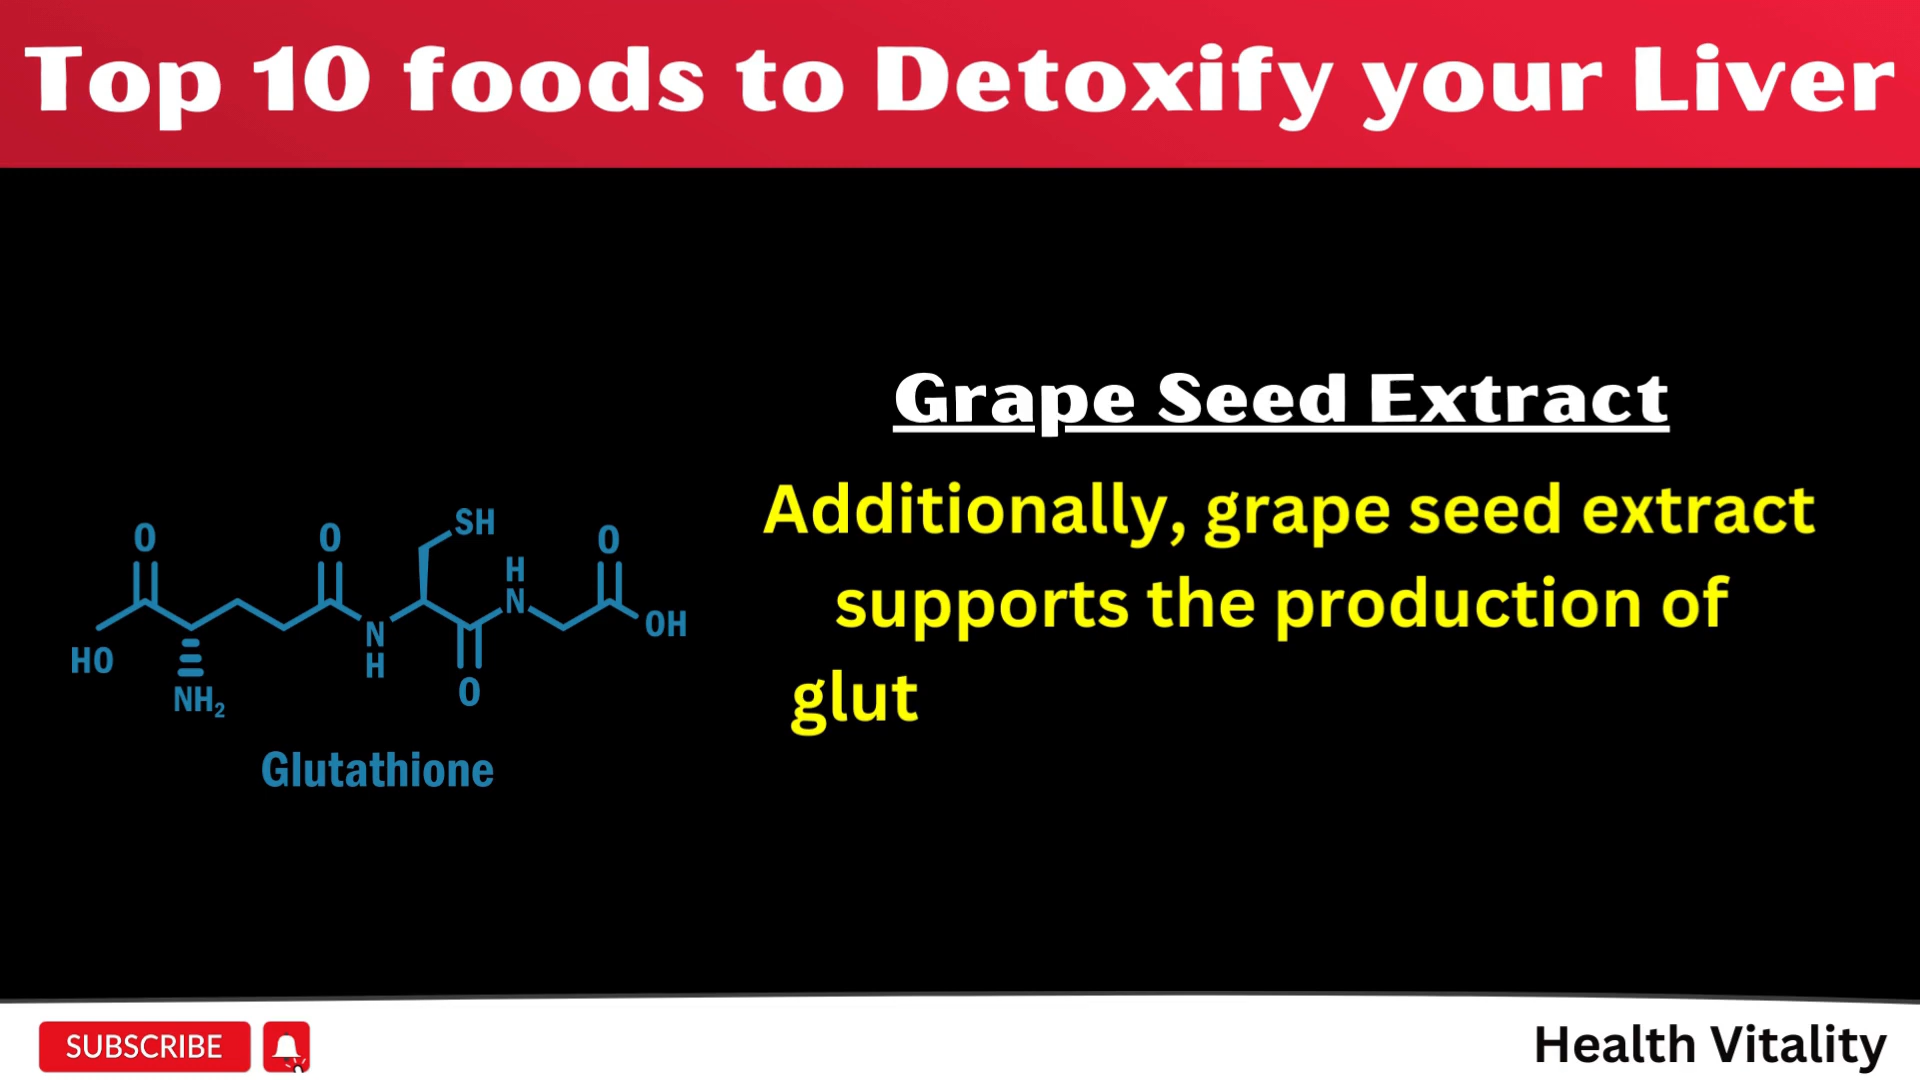 Top 10 foods to Detoxify your Liver
Grape Seed Extract
Additionally, grape seed extract
supports the production of
glut
O
O
SH
H
N
O
OH
HO
NH₂
N
H
O
Glutathione
SUBSCRIBE
Health Vitality